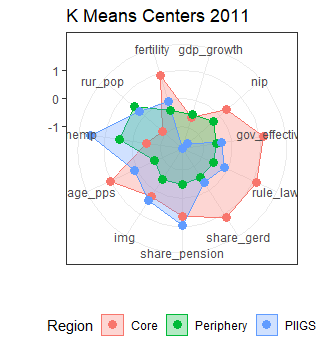 K Means Centers 2011
fertility
gdp_growth
rur_pop
nip
1
0
-1
gov_effectiv
rule_law
age_pps
img
share_gerd
share_pension
Region
Core
Periphery
PIIGS